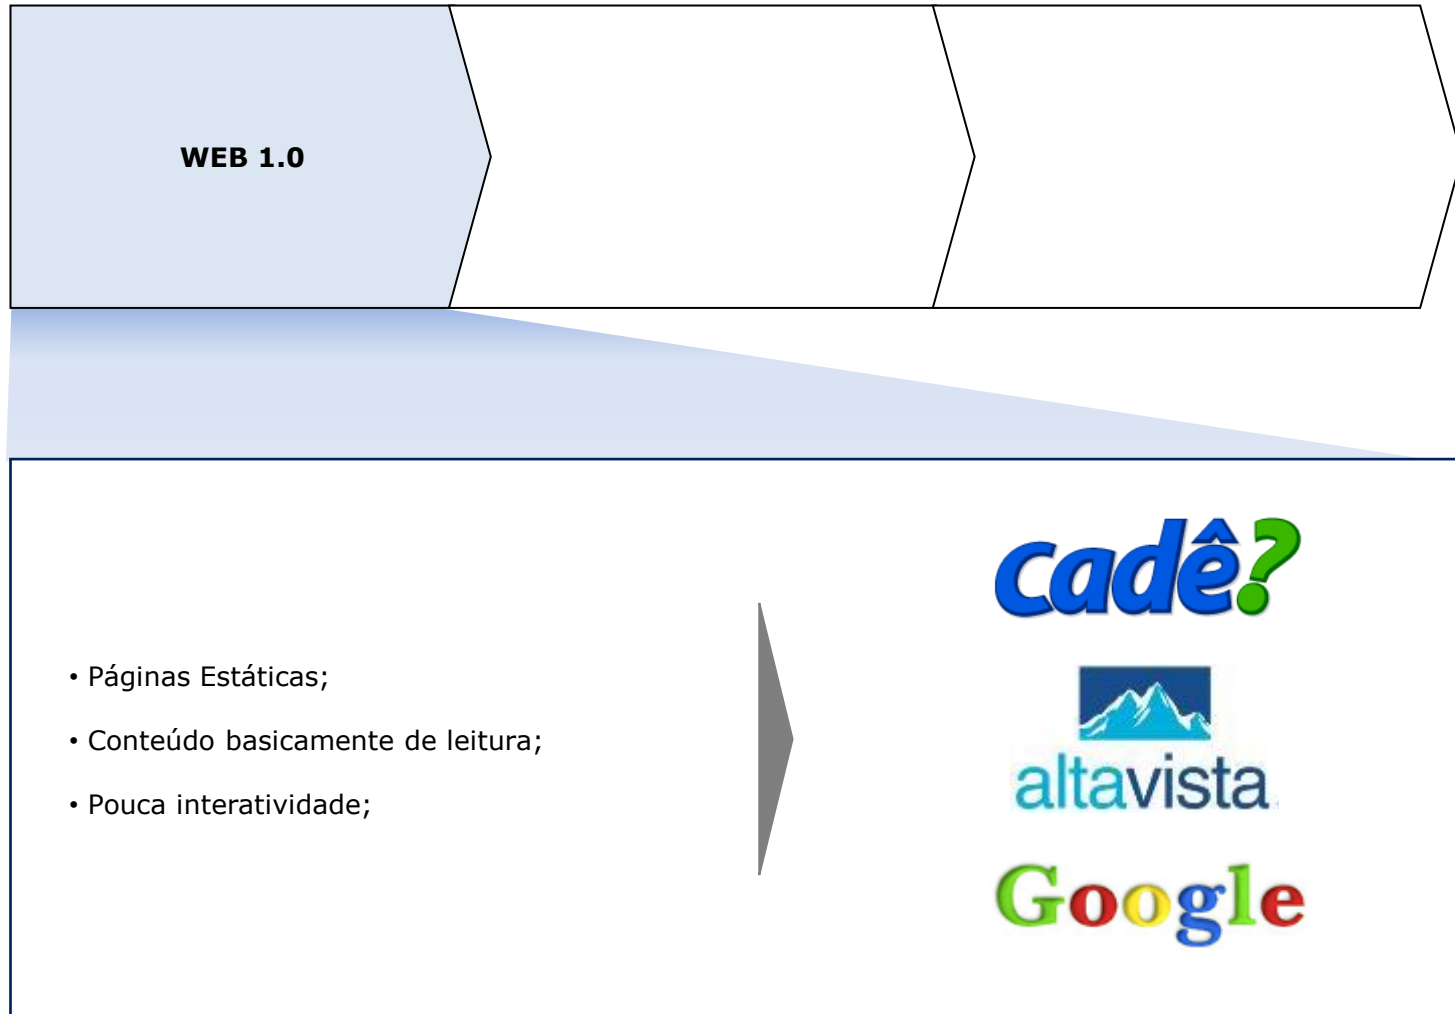 WEB 1.0
• Páginas Estáticas;
• Conteúdo basicamente de leitura;
• Pouca interatividade;
cadê?
altavista
Google